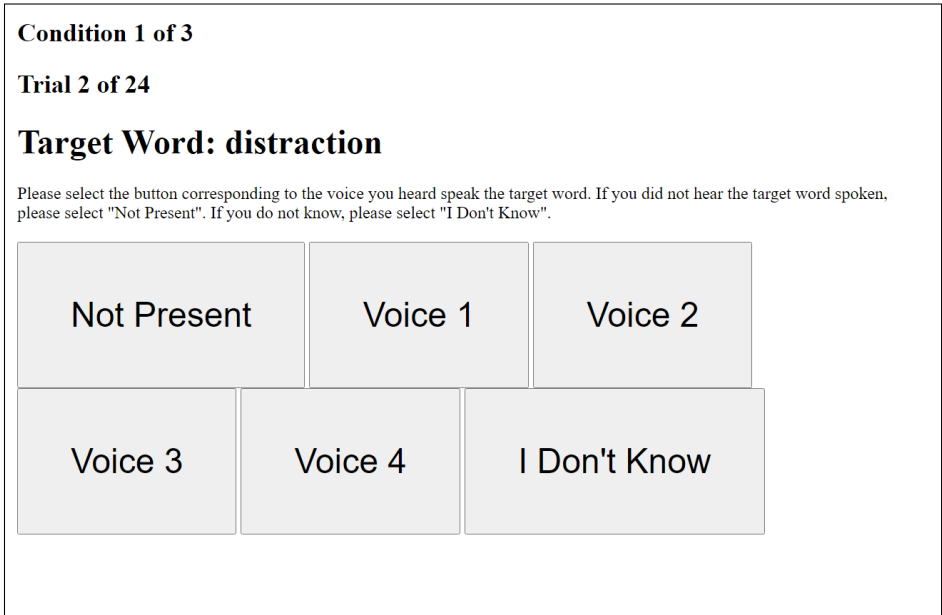 Condition 1 of 3
Trial 2 of 24
Target Word: distraction
Please select the button corresponding to the voice you heard speak the target word. If you did not hear the target word spoken,
please select "Not Present". If you do not know, please select "I Don't Know".
Not Present Voice 1 Voice 2
Voice 3 Voice 4 I Don't Know